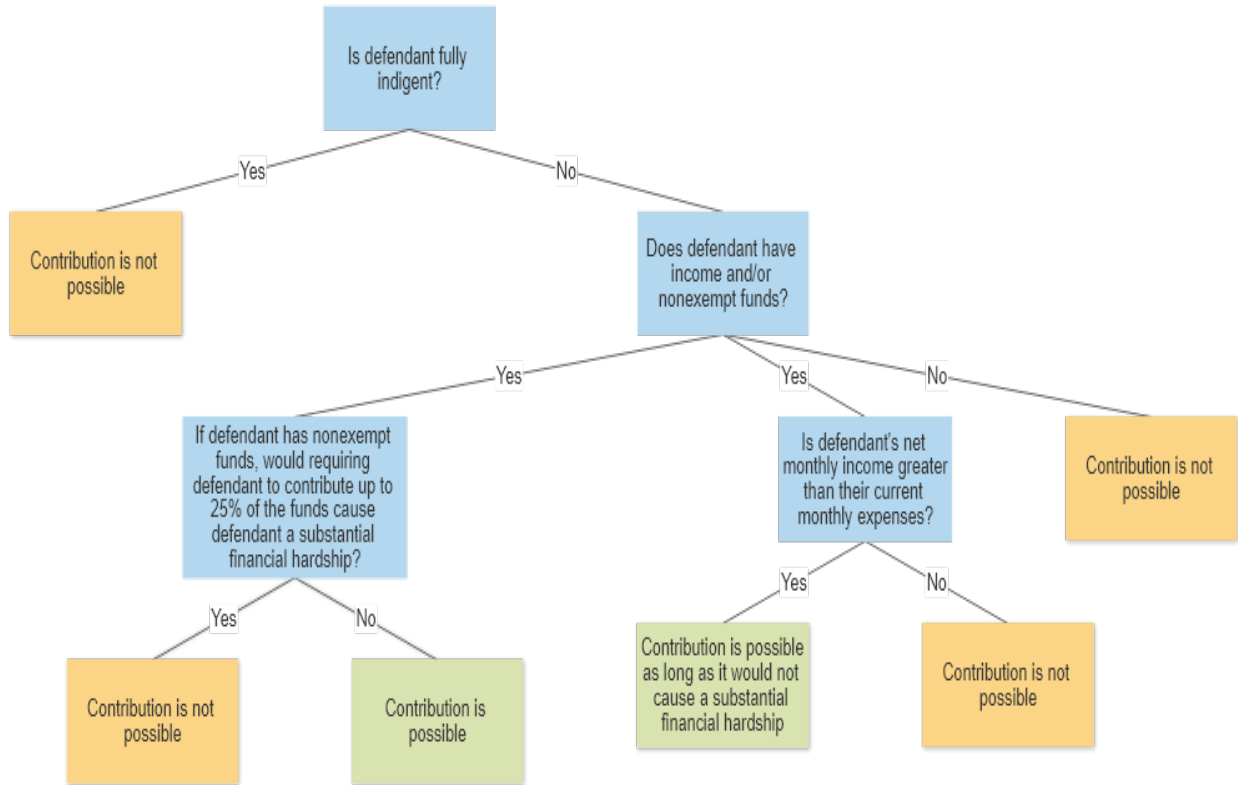 Is defendant fully
indigent?
Yes
No
Contribution is not
possible
Does defendant have
income and/or
nonexempt funds?
Yes
Yes
No
If defendant has nonexempt
funds, would requiring
defendant to contribute up to
25% of the funds cause
defendant a substantial
financial hardship?
Is defendant's net
monthly income greater
than their current
monthly expenses?
Contribution is not
possible
Yes
No
Yes
No
Contribution is not
possible
Contribution is
possible
Contribution is possible
as long as it would not
cause a substantial
financial hardship
Contribution is not
possible